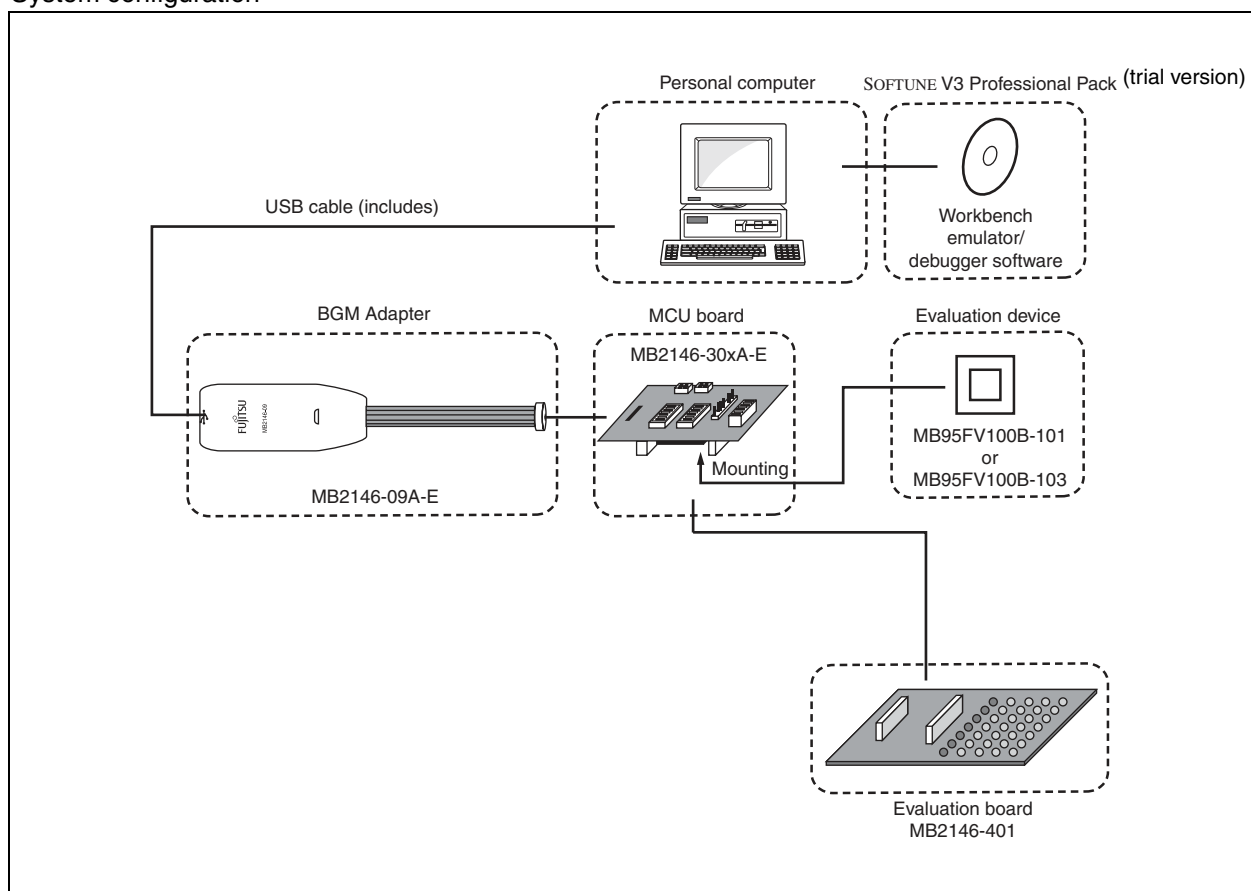 System configuration
Personal computer
SOFTUNE V3 Professional Pack (trial version)
Workbench
emulator/
debugger software
USB cable (includes)
BGM Adapter
FUJITSU
MB2146-09
MB2146-09A-E
MCU board
MB2146-30xA-E
Mounting
Evaluation device
MB95FV100B-101
or
MB95FV100B-103
Evaluation board
MB2146-401